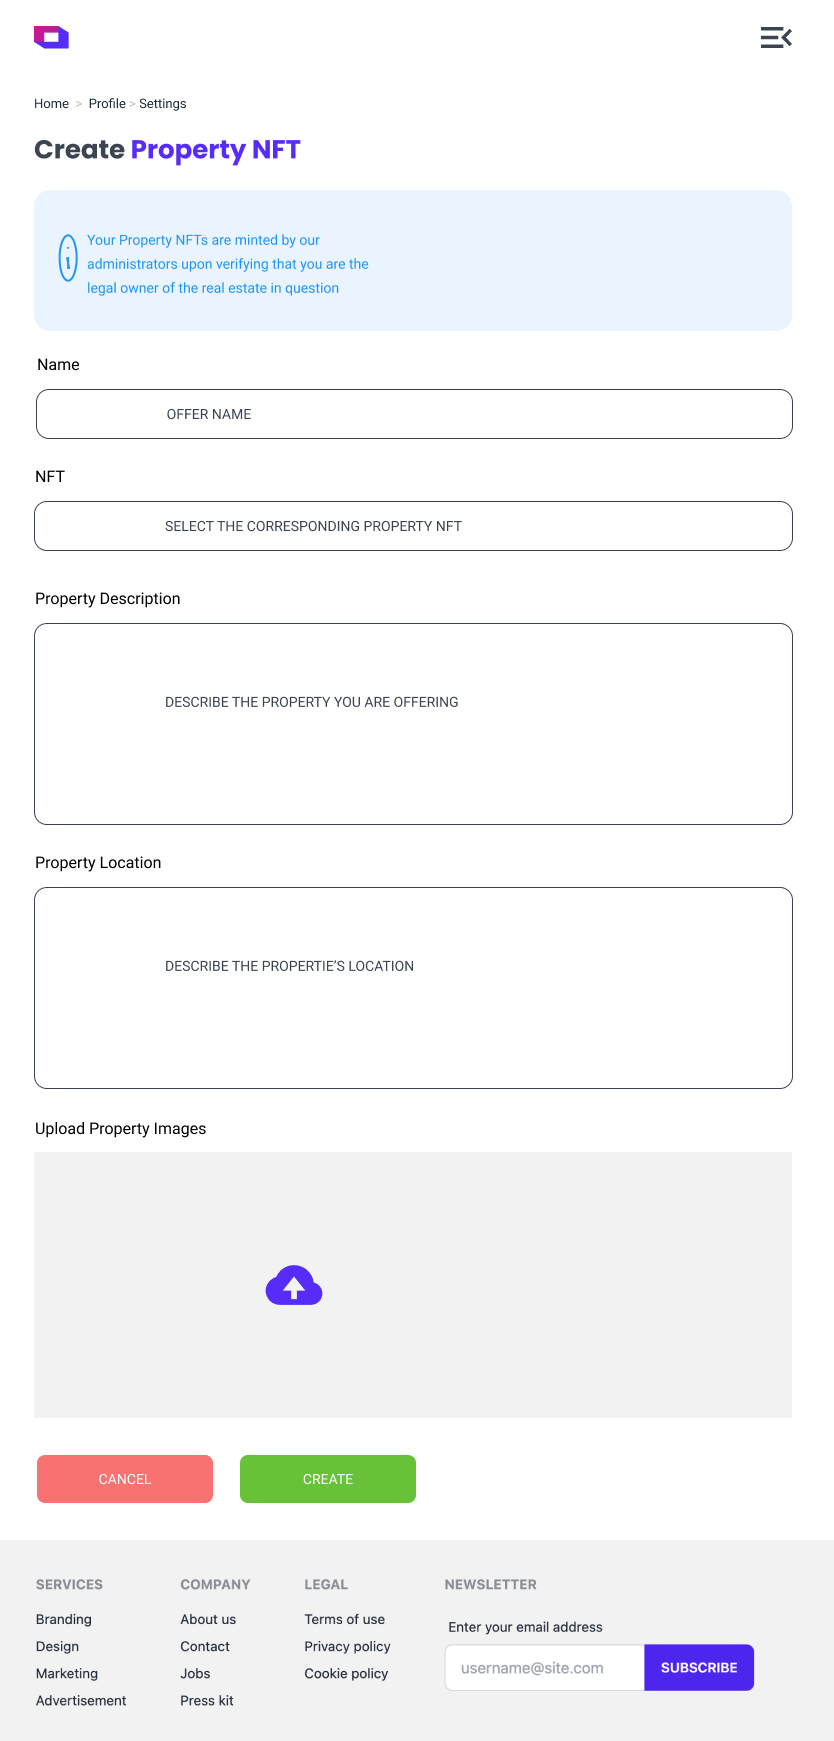 Home > Profile > Settings
Create Property NFT
Your Property NFTs are minted by our
administrators upon verifying that you are the
legal owner of the real estate in question
Name
OFFER NAME
NFT
SELECT THE CORRESPONDING PROPERTY NFT
Property Description
DESCRIBE THE PROPERTY YOU ARE OFFERING
Property Location
DESCRIBE THE PROPERTIE’S LOCATION
Upload Property Images
CANCEL
CREATE
SERVICES
Branding
Design
Marketing
Advertisement
COMPANY
About us
Contact
Jobs
Press kit
LEGAL
Terms of use
Privacy policy
Cookie policy
NEWSLETTER
Enter your email address
username@site.com
SUBSCRIBE